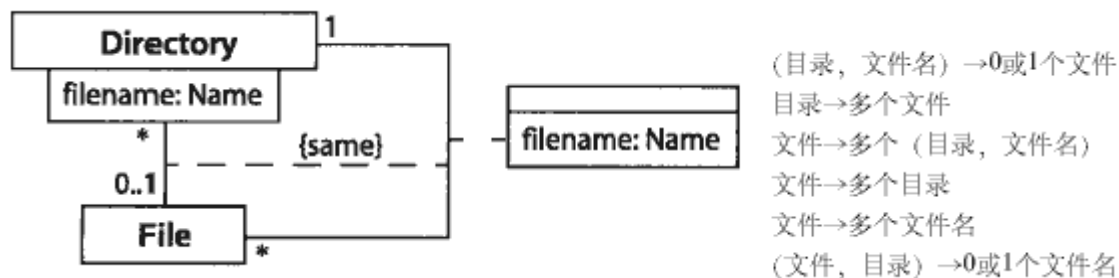 Directory
1
filename: Name
*
{same}
0..1
File
*
filename: Name
(目录，文件名) →0或1个文件
目录→多个文件
文件→多个 (目录，文件名)
文件→多个目录
文件→多个文件名
(文件，目录) →0或1个文件名